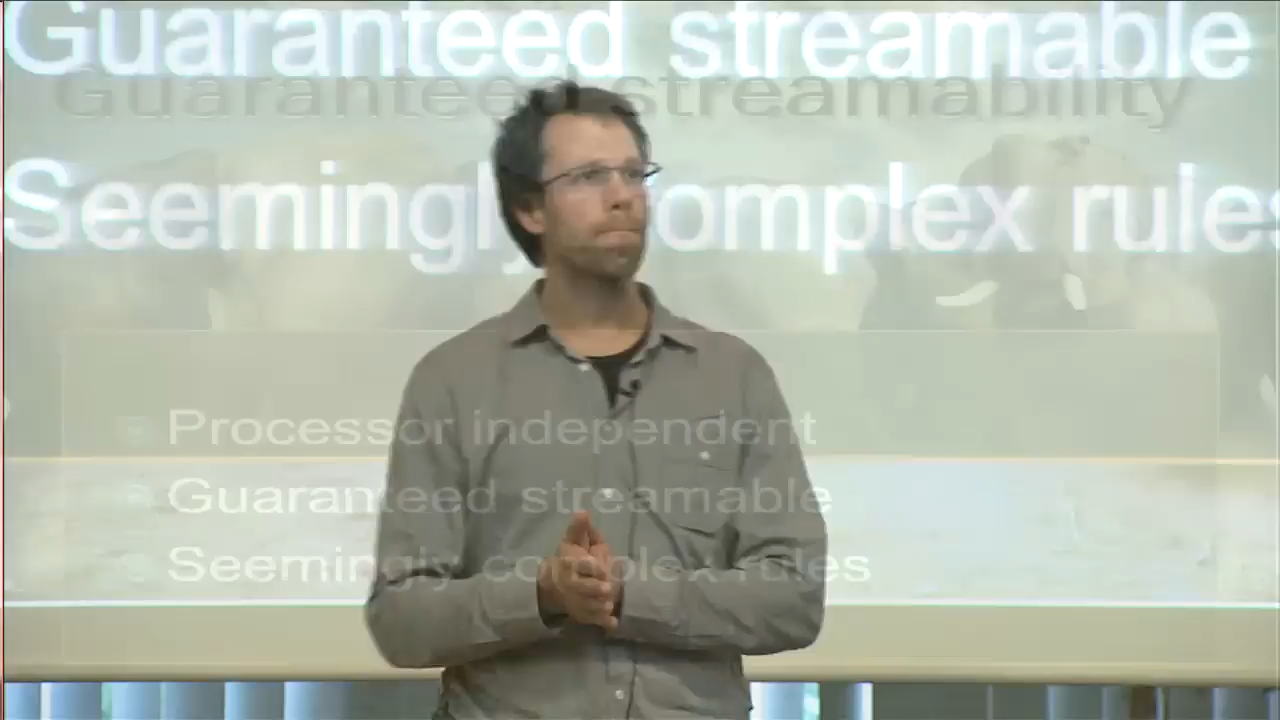 Guaranteed streamable
Guaranteed streamability
Seemingly complex rules
Processor independent
Guaranteed streamable
Seemingly complex rules